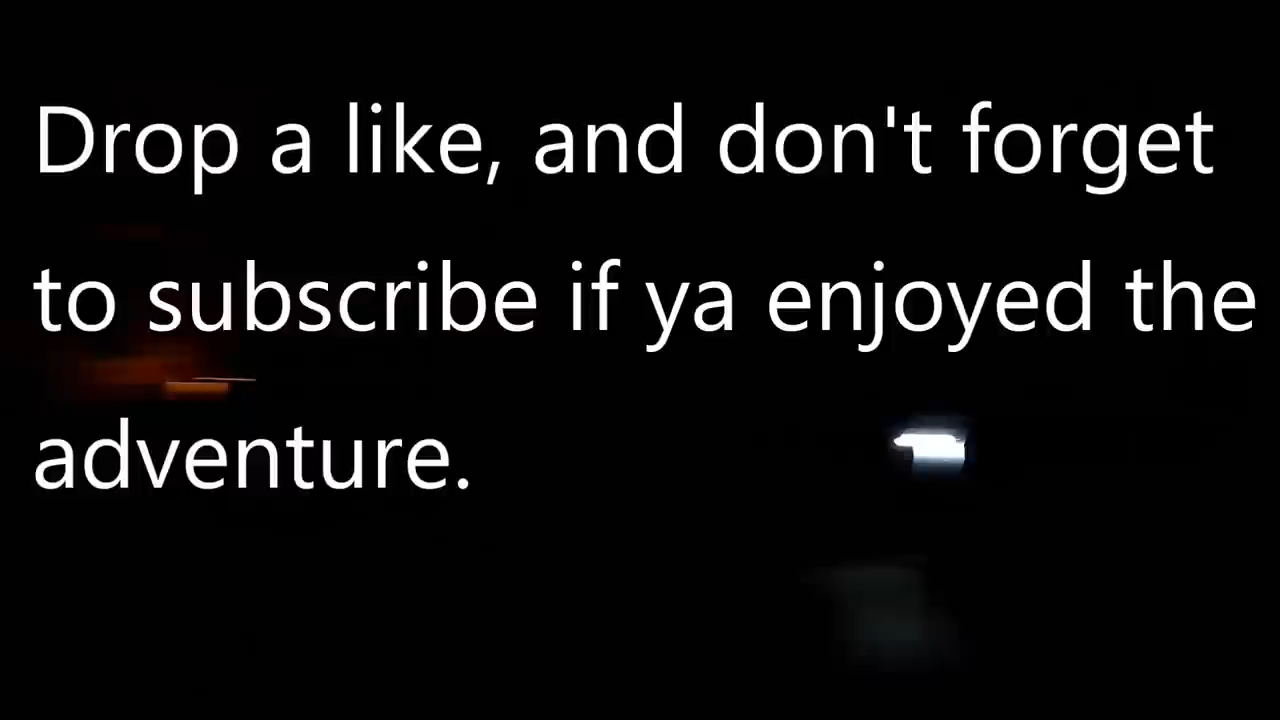 Drop a like, and don't forget
to subscribe if ya enjoyed the
adventure.